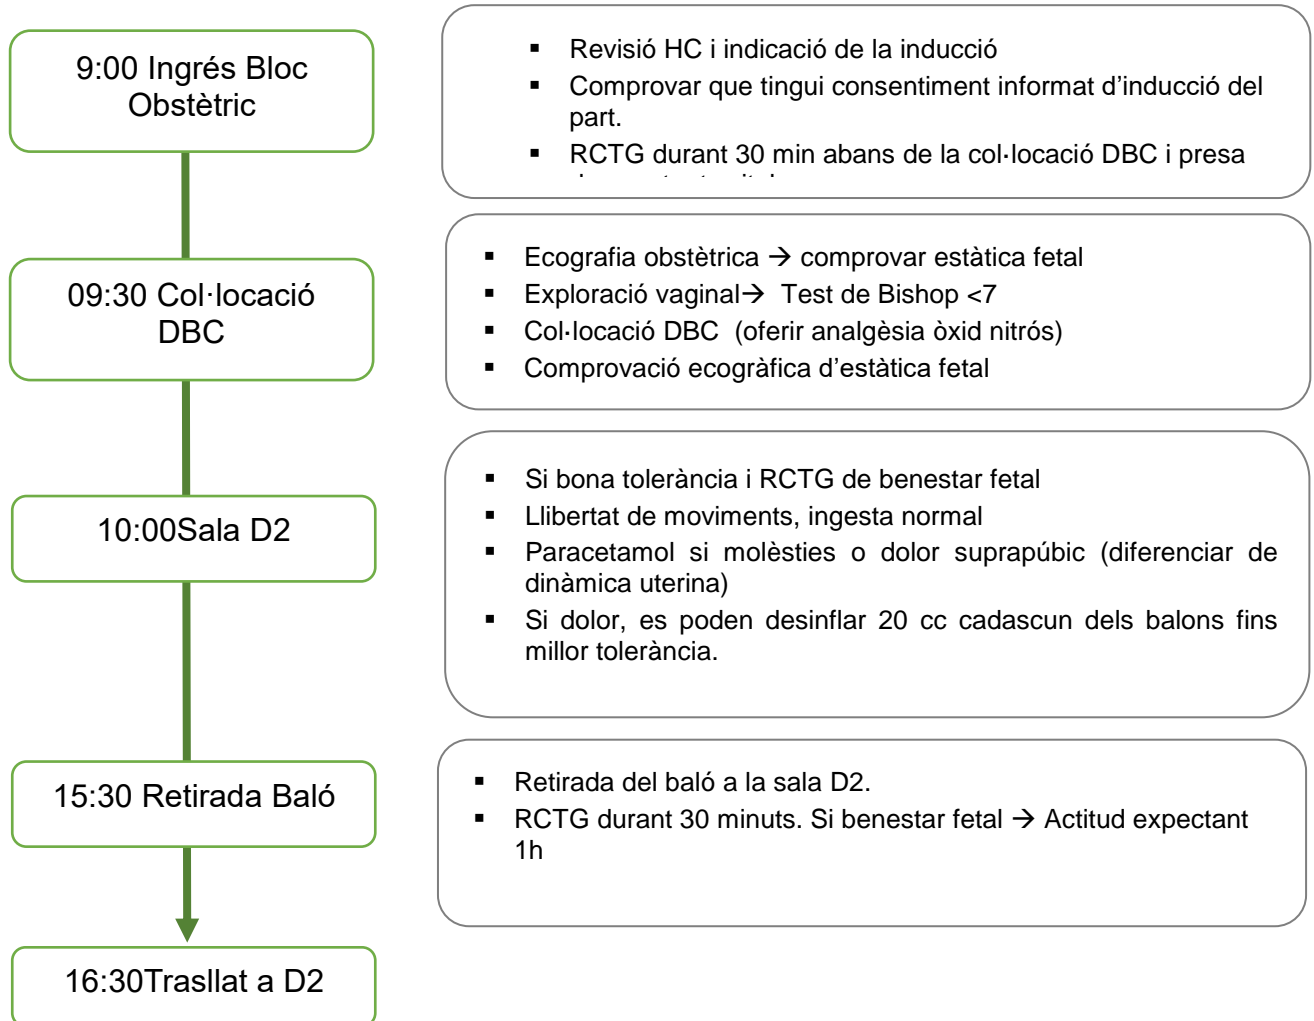 9:00 Ingrés Bloc
Obstètric
▪ Revisió HC i indicació de la inducció
▪ Comprovar que tingui consentiment informat d’inducció del
part.
▪ RCTG durant 30 min abans de la col·locació DBC i presa
09:30 Col·locació
DBC
▪ Ecografia obstètrica → comprovar estàtica fetal
▪ Exploració vaginal→ Test de Bishop <7
▪ Col·locació DBC (oferir analgèsia òxid nitrós)
▪ Comprovació ecogràfica d’estàtica fetal
10:00Sala D2
▪ Si bona tolerància i RCTG de benestar fetal
▪ Llibertat de moviments, ingesta normal
▪ Paracetamol si molèsties o dolor suprapúbic (diferenciar de
dinàmica uterina)
▪ Si dolor, es poden desinflar 20 cc cadascun dels balons fins
millor tolerància.
15:30 Retirada Baló
▪ Retirada del baló a la sala D2.
▪ RCTG durant 30 minuts. Si benestar fetal → Actitud expectant
1h
16:30Trasllat a D2